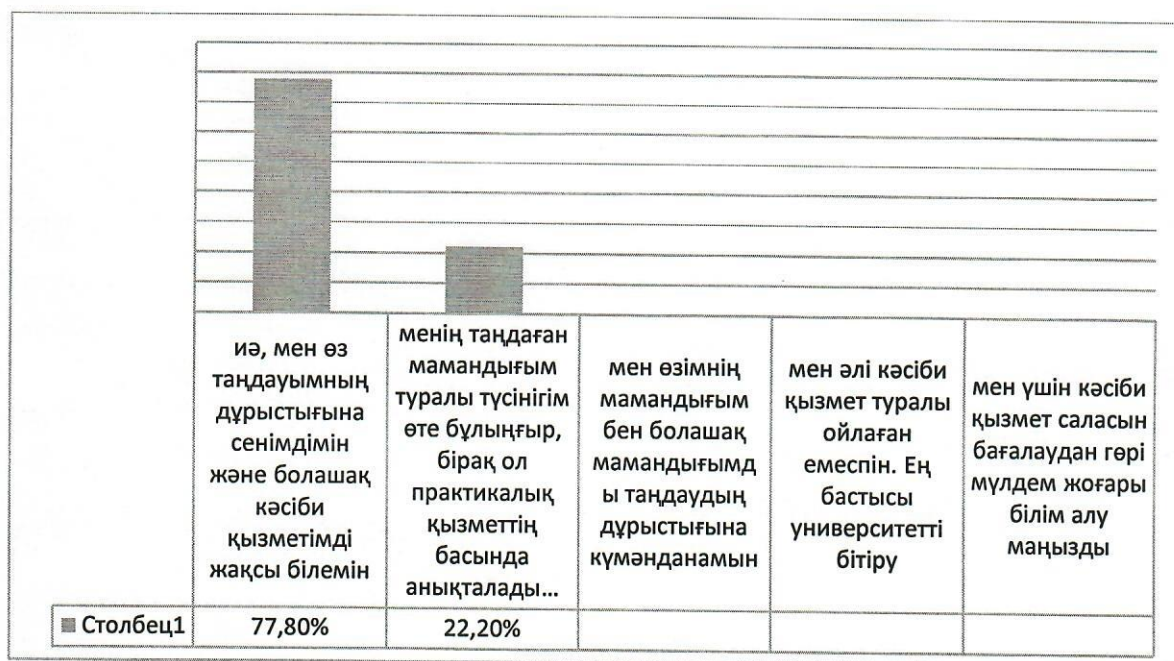 иә, мен өз
таңдауымның
дұрыстығына
сенімдімін
және болашақ
кәсіби
қызметімді
жақсы білемін
менің таңдаған
мамандығым
туралы түсінігім
өте бұлыңғыр,
бірақ ол
практикалық
қызметтің
басында
анықталады...
мен өзімнің
мамандығым
бен болашақ
мамандығымд
ы таңдаудың
дұрыстығына
күмәнданамын
мен әлі кәсіби
қызмет туралы
ойлаған
емеспін. Ең
бастысы
университетті
бітіру
мен үшін кәсіби
қызмет саласын
бағалаудан гөрі
мүлдем жоғары
білім алу
маңызды
Столбец1 77,80% 22,20%